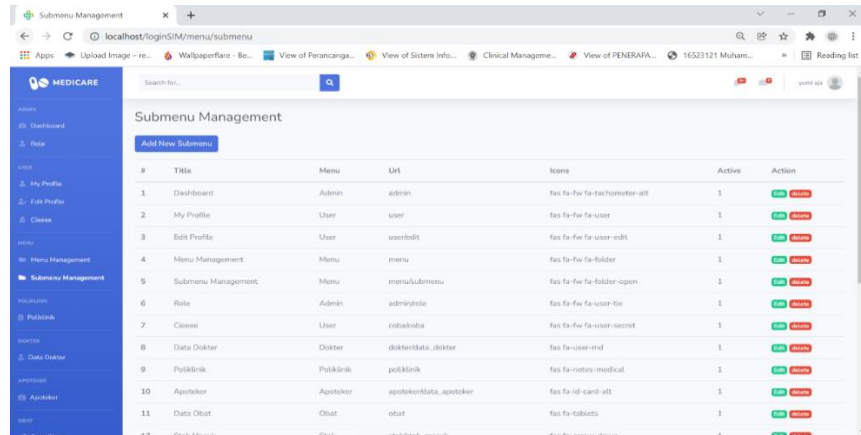 Submenu Management
localhost/loginSIM/menu/submenu
Apps Upload Image – re... Wallpaperflare - Be... View of Perancanga... View of Sistem Info... Clinical Manageme... View of PENERAPA... 16523121 Muham... » Reading list
MEDICARE
Search for...
yumi aja
ADMIN
Dashboard
Role
USER
My Profile
Edit Profile
Cieeee
MENU
Menu Management
Submenu Management
POLIKLINIK
Poliklinik
DOKTER
Data Dokter
APOTEKER
Apoteker
OBAT
Submenu Management
Add New Submenu
# Title Menu Url Icons Active Action
1 Dashboard Admin admin fas fa-fw fa-tachometer-alt 1 Edit delete
2 My Profile User user fas fa-fw fa-user 1 Edit delete
3 Edit Profile User user/edit fas fa-fw fa-user-edit 1 Edit delete
4 Menu Management Menu menu fas fa-fw fa-folder 1 Edit delete
5 Submenu Management Menu menu/submenu fas fa-fw fa-folder-open 1 Edit delete
6 Role Admin admin/role fas fa-fw fa-user-tie 1 Edit delete
7 Cieeee User coba/coba fas fa-fw fa-user-secret 1 Edit delete
8 Data Dokter Dokter dokter/data_dokter fas fa-user-md 1 Edit delete
9 Poliklinik Poliklinik poliklinik fas fa-notes-medical 1 Edit delete
10 Apoteker Apoteker apoteker/data_apoteker fas fa-id-card-alt 1 Edit delete
11 Data Obat Obat obat fas fa-tablets 1 Edit delete